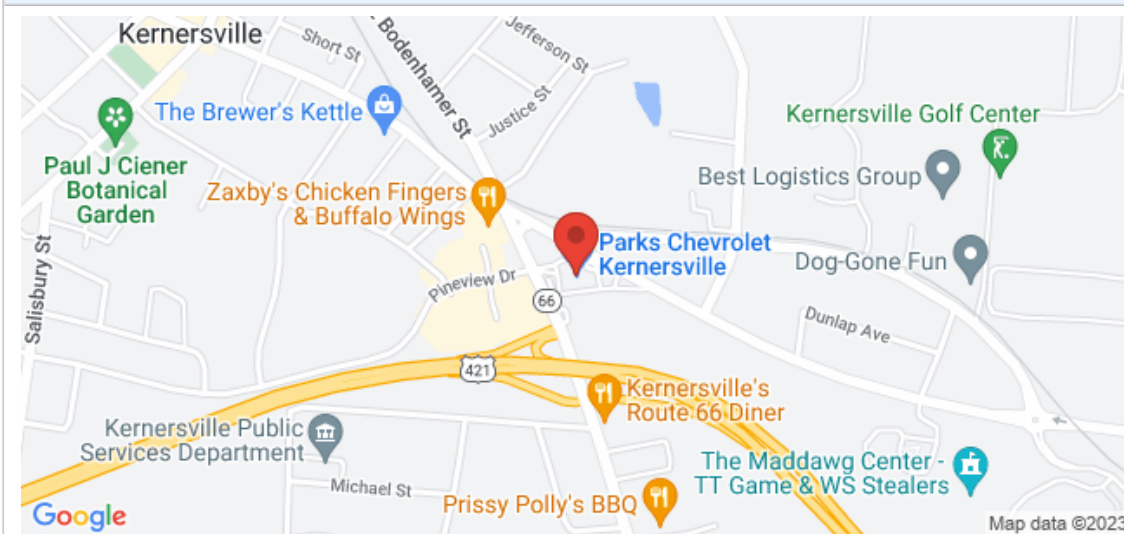 Kernersville
Short St
Bodenhamer St
Jefferson St
Justice St
The Brewer's Kettle
Kernersville Golf Center
Paul J Ciener
Botanical
Garden
Best Logistics Group
Zaxby's Chicken Fingers
& Buffalo Wings
Parks Chevrolet
Kernersville
Dog-Gone Fun
Salisbury St
Pineview Dr
66
Dunlap Ave
421
Kernersville's
Route 66 Diner
Kernersville Public
Services Department
The Maddawg Center -
TT Game & WS Stealers
Michael St
Prissy Polly's BBQ
Google
Map data ©2023